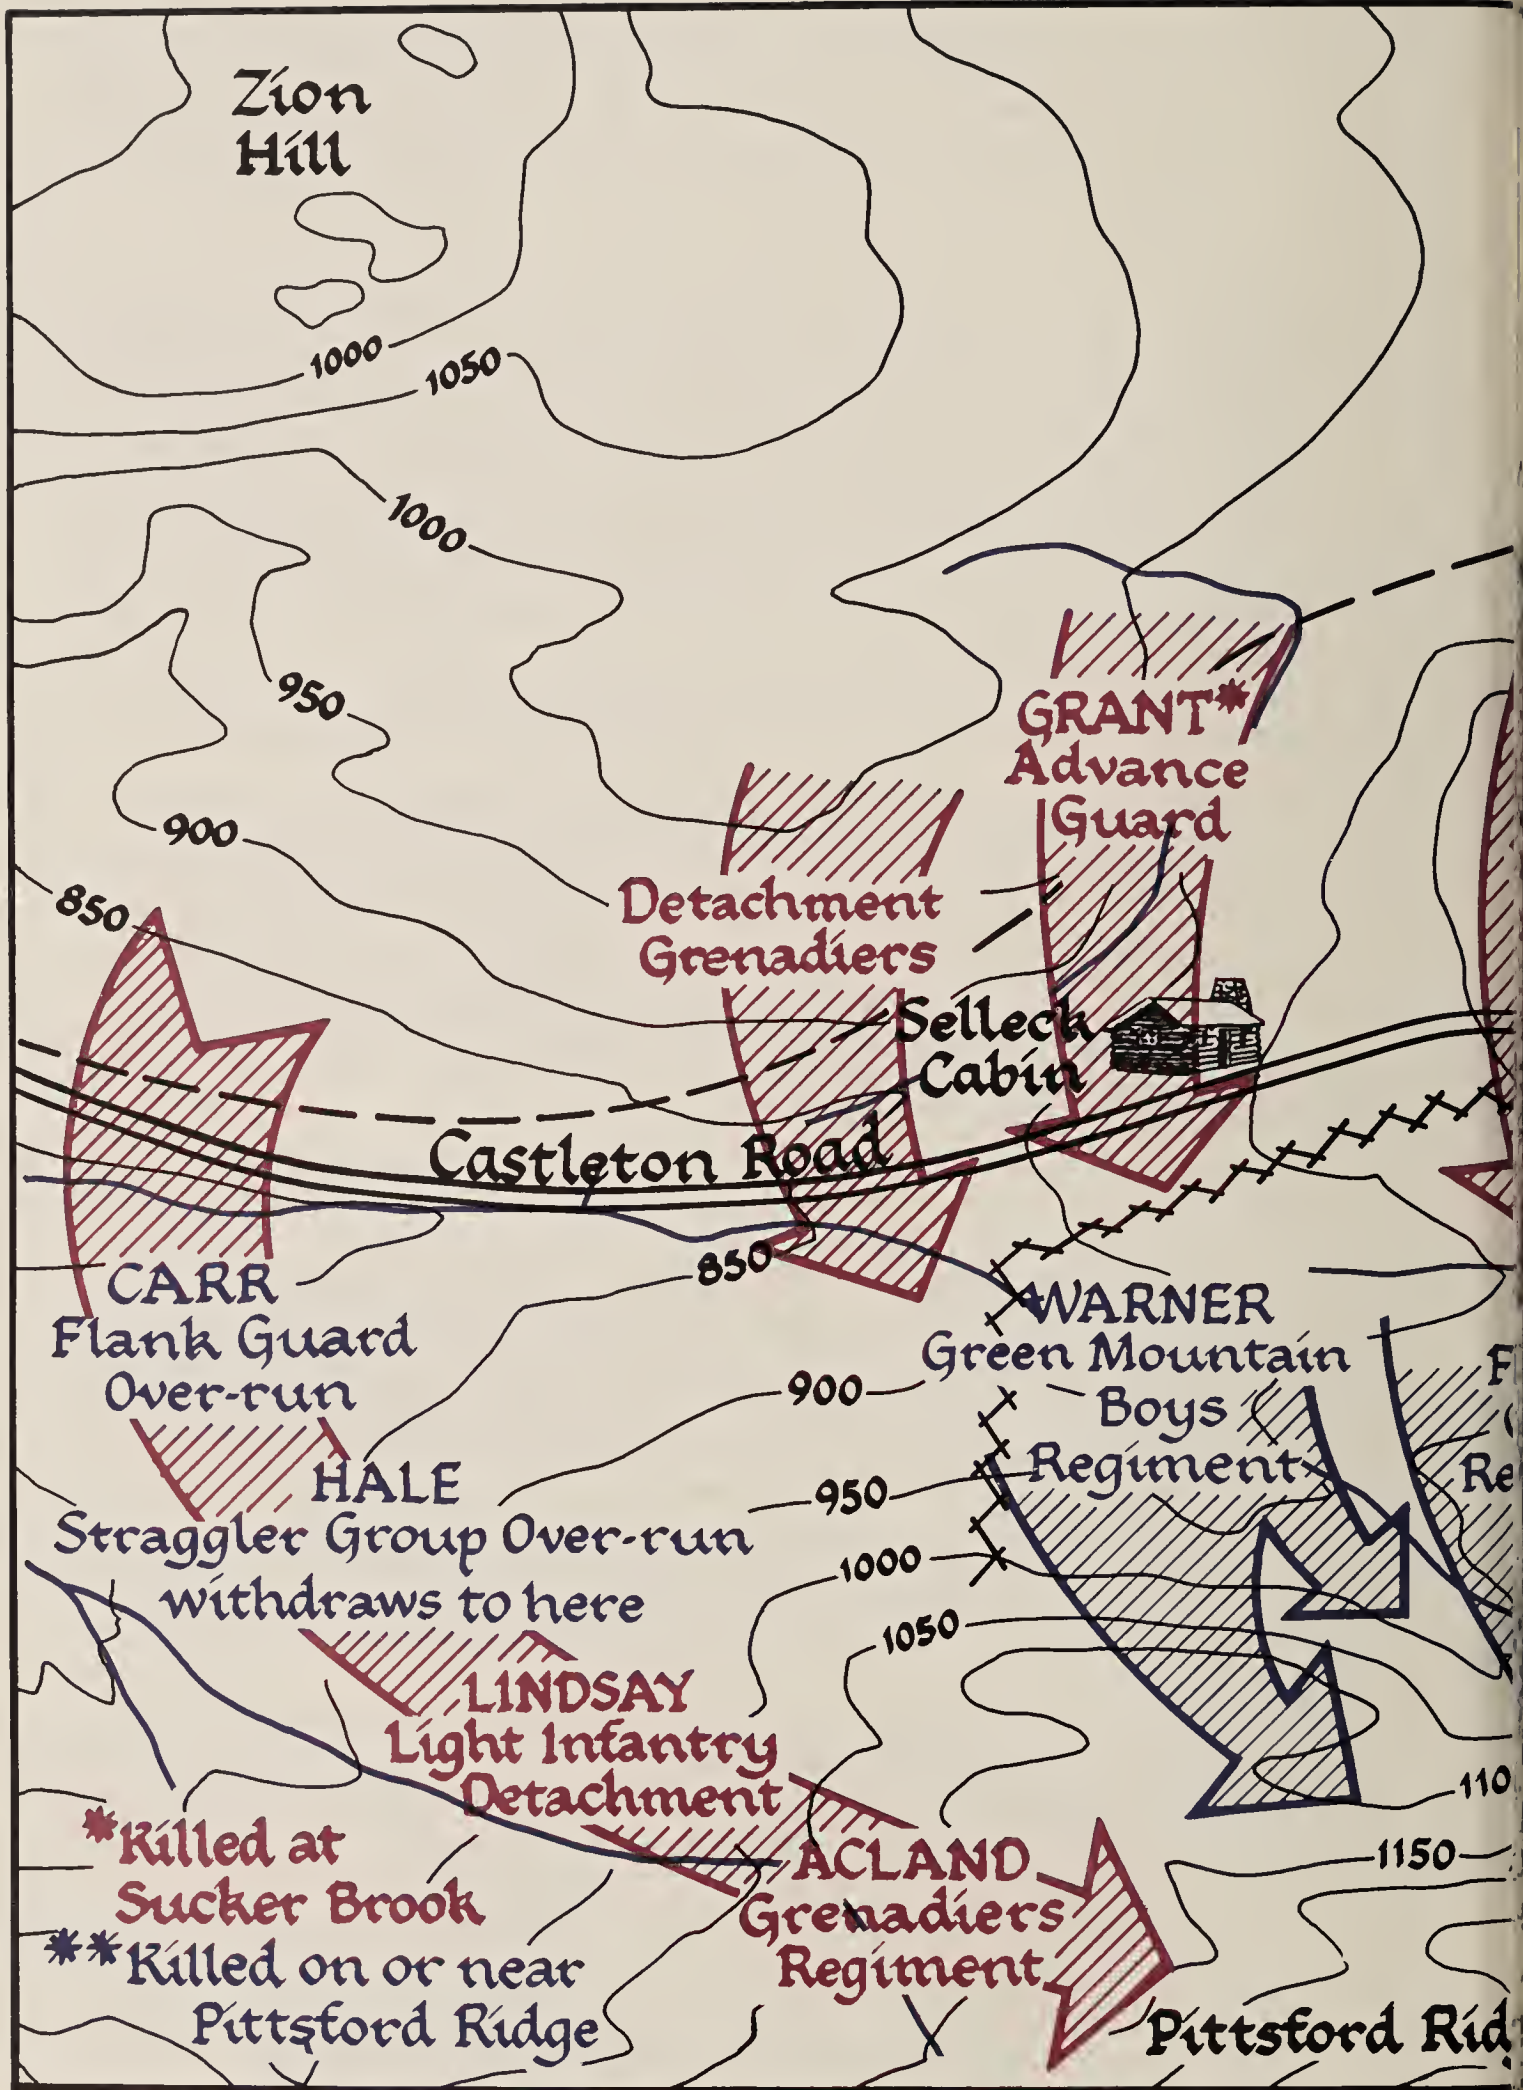 Zion
Hill
1000
1050
1000
950
900
850
GRANT*
Advance
Guard
Detachment
Grenadiers
Selleck
Cabin
Castleton Road
850
CARR
Flank Guard
Over-run
WARNER
Green Mountain
Boys
Regiment
F
Re
900
HALE
Straggler Group Over-run
withdraws to here
950
1000
1050
LINDSAY
Light Infantry
Detachment
110
1150
ACLAND
Grenadiers
Regiment
*Killed at
Sucker Brook
**Killed on or near
Pittsford Ridge
Pittsford Rid